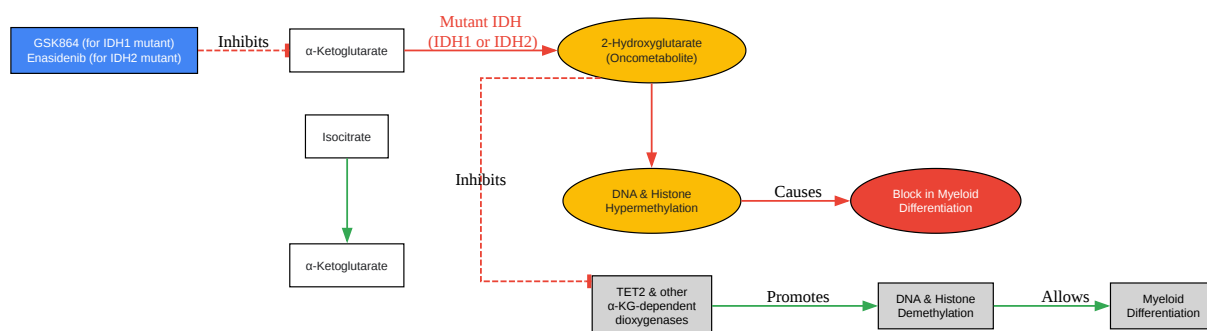 GSK864 (for IDH1 mutant)
Enasidenib (for IDH2 mutant)
Inhibits
α-Ketoglutarate
Mutant IDH
(IDH1 or IDH2)
2-Hydroxyglutarate
(Oncometabolite)
Isocitrate
Inhibits
DNA & Histone
Hypermethylation
Causes
Block in Myeloid
Differentiation
α-Ketoglutarate
TET2 & other
α-KG-dependent
dioxygenases
Promotes
DNA & Histone
Demethylation
Allows
Myeloid
Differentiation